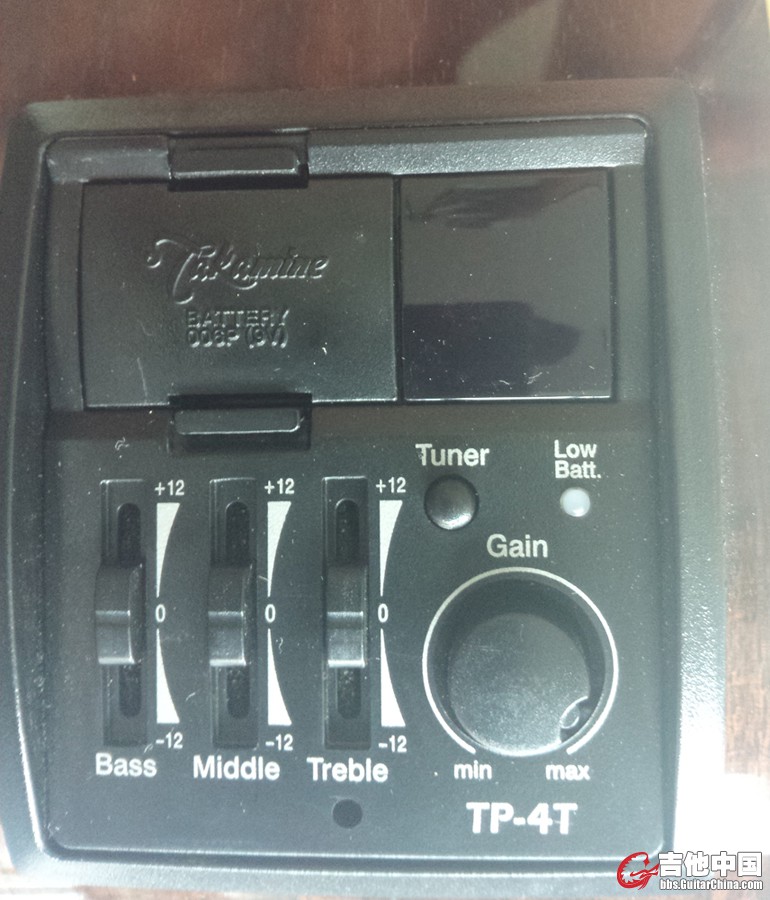 Takamine
BATTERY
006P (9V)
Tuner
Low
Batt.
+12 +12 +12
Gain
0 0 0
-12 -12 -12
Bass Middle Treble
min max
TP-4T
吉他中国
bbs.GuitarChina.com